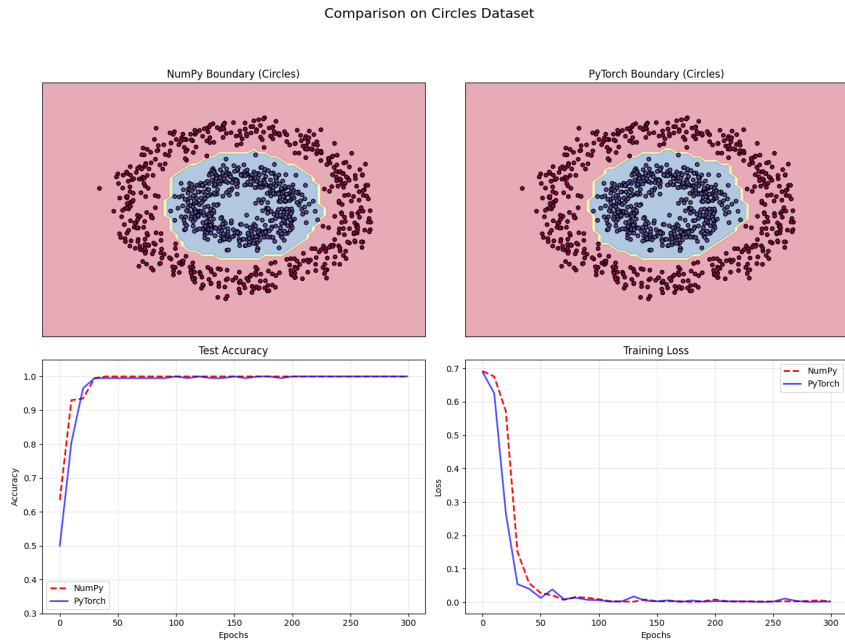 Comparison on Circles Dataset
NumPy Boundary (Circles)
PyTorch Boundary (Circles)
Test Accuracy
1.0
0.9
0.8
0.7
0.6
0.5
0.4
0.3
Accuracy
NumPy
PyTorch
0
50
100
150
200
250
300
Epochs
Training Loss
0.7
0.6
0.5
0.4
0.3
0.2
0.1
0.0
Loss
NumPy
PyTorch
0
50
100
150
200
250
300
Epochs